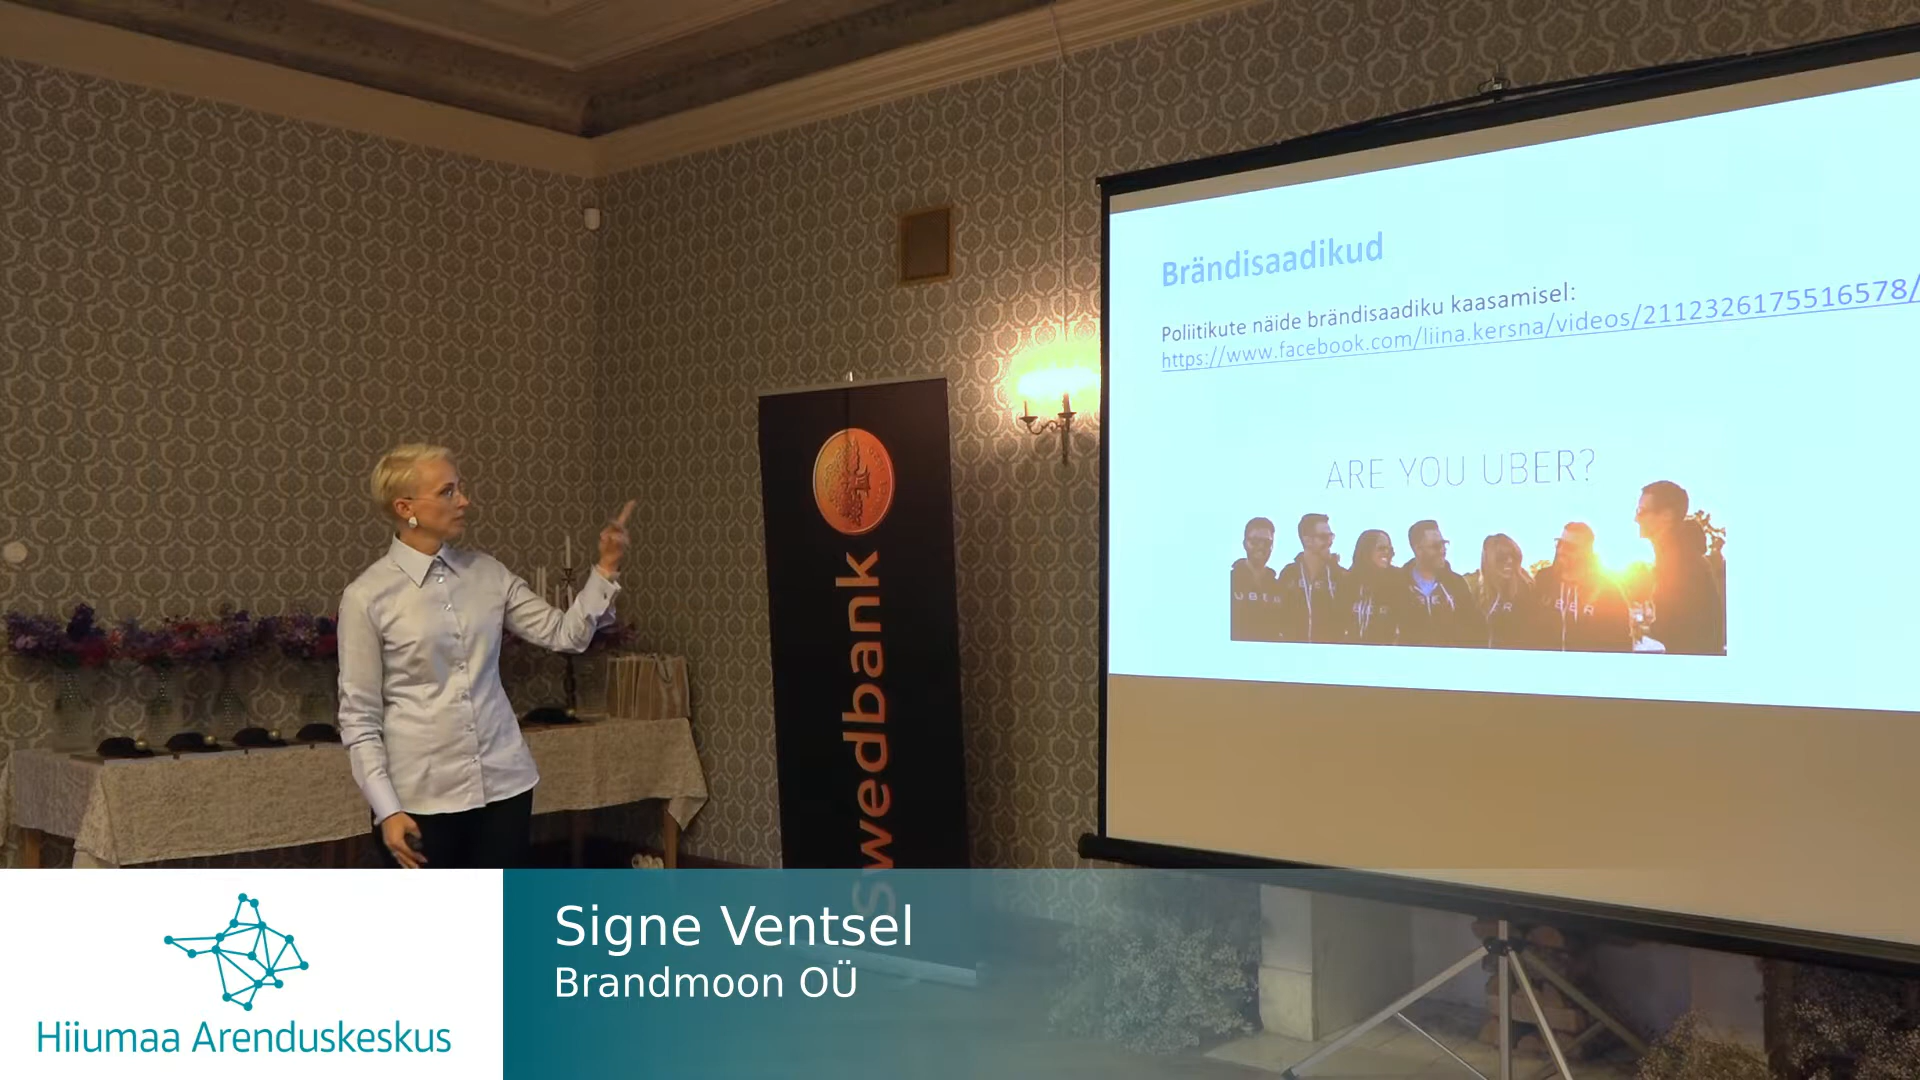 Brändisaadikud
Poliitikute näide brändisaadiku kaasamisel:
https://www.facebook.com/liina.kersna/videos/2112326175516578/
ARE YOU UBER?
UBER
swedbank
Signe Ventsel
Brandmoon OÜ
Hiiumaa Arenduskeskus